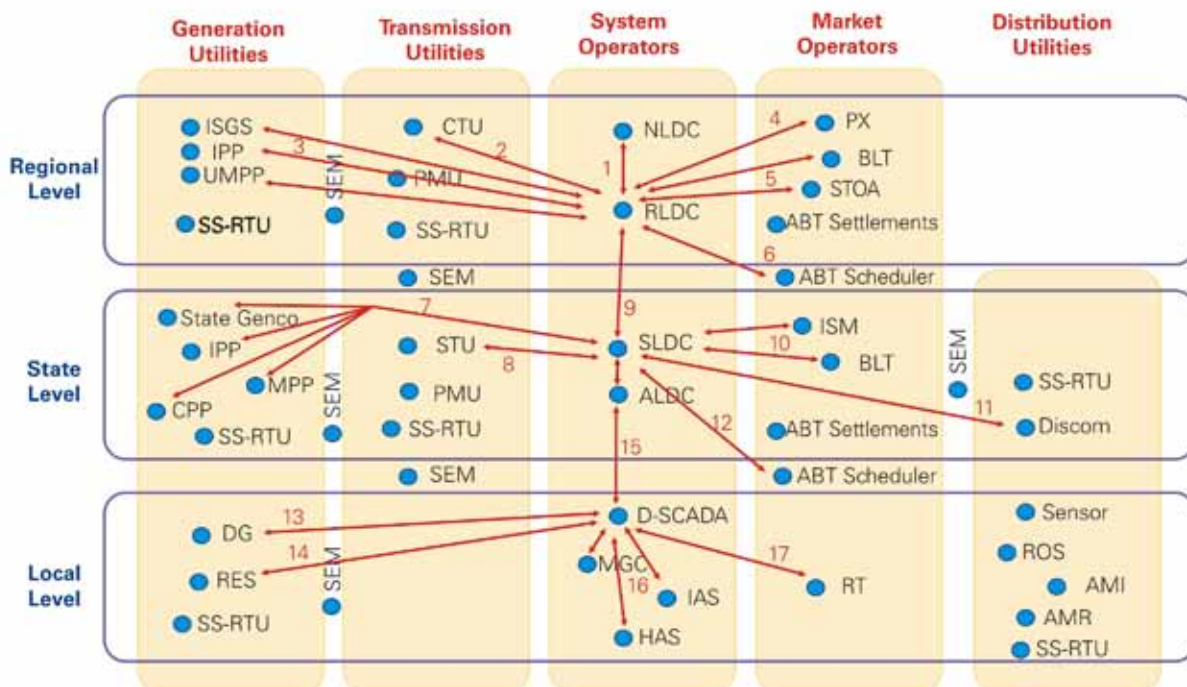 Generation
Utilities
Transmission
Utilities
System
Operators
Market
Operators
Distribution
Utilities
Regional
Level
ISGS
IPP
UMPP
SS-RTU
3
SEM
CTU
2
PMU
SS-RTU
SEM
NLDC
1
RLDC
4
PX
BLT
5
STOA
ABT Settlements
6
ABT Scheduler
State
Level
State Genco
IPP
MPP
CPP
SS-RTU
7
SEM
STU
8
PMU
SS-RTU
SEM
9
SLDC
ALDC
15
ISM
10
BLT
12
ABT Settlements
ABT Scheduler
SEM
SS-RTU
11
Discom
Local
Level
13
DG
14
RES
SS-RTU
SEM
D-SCADA
MGC
16
IAS
HAS
17
RT
Sensor
ROS
AMI
AMR
SS-RTU